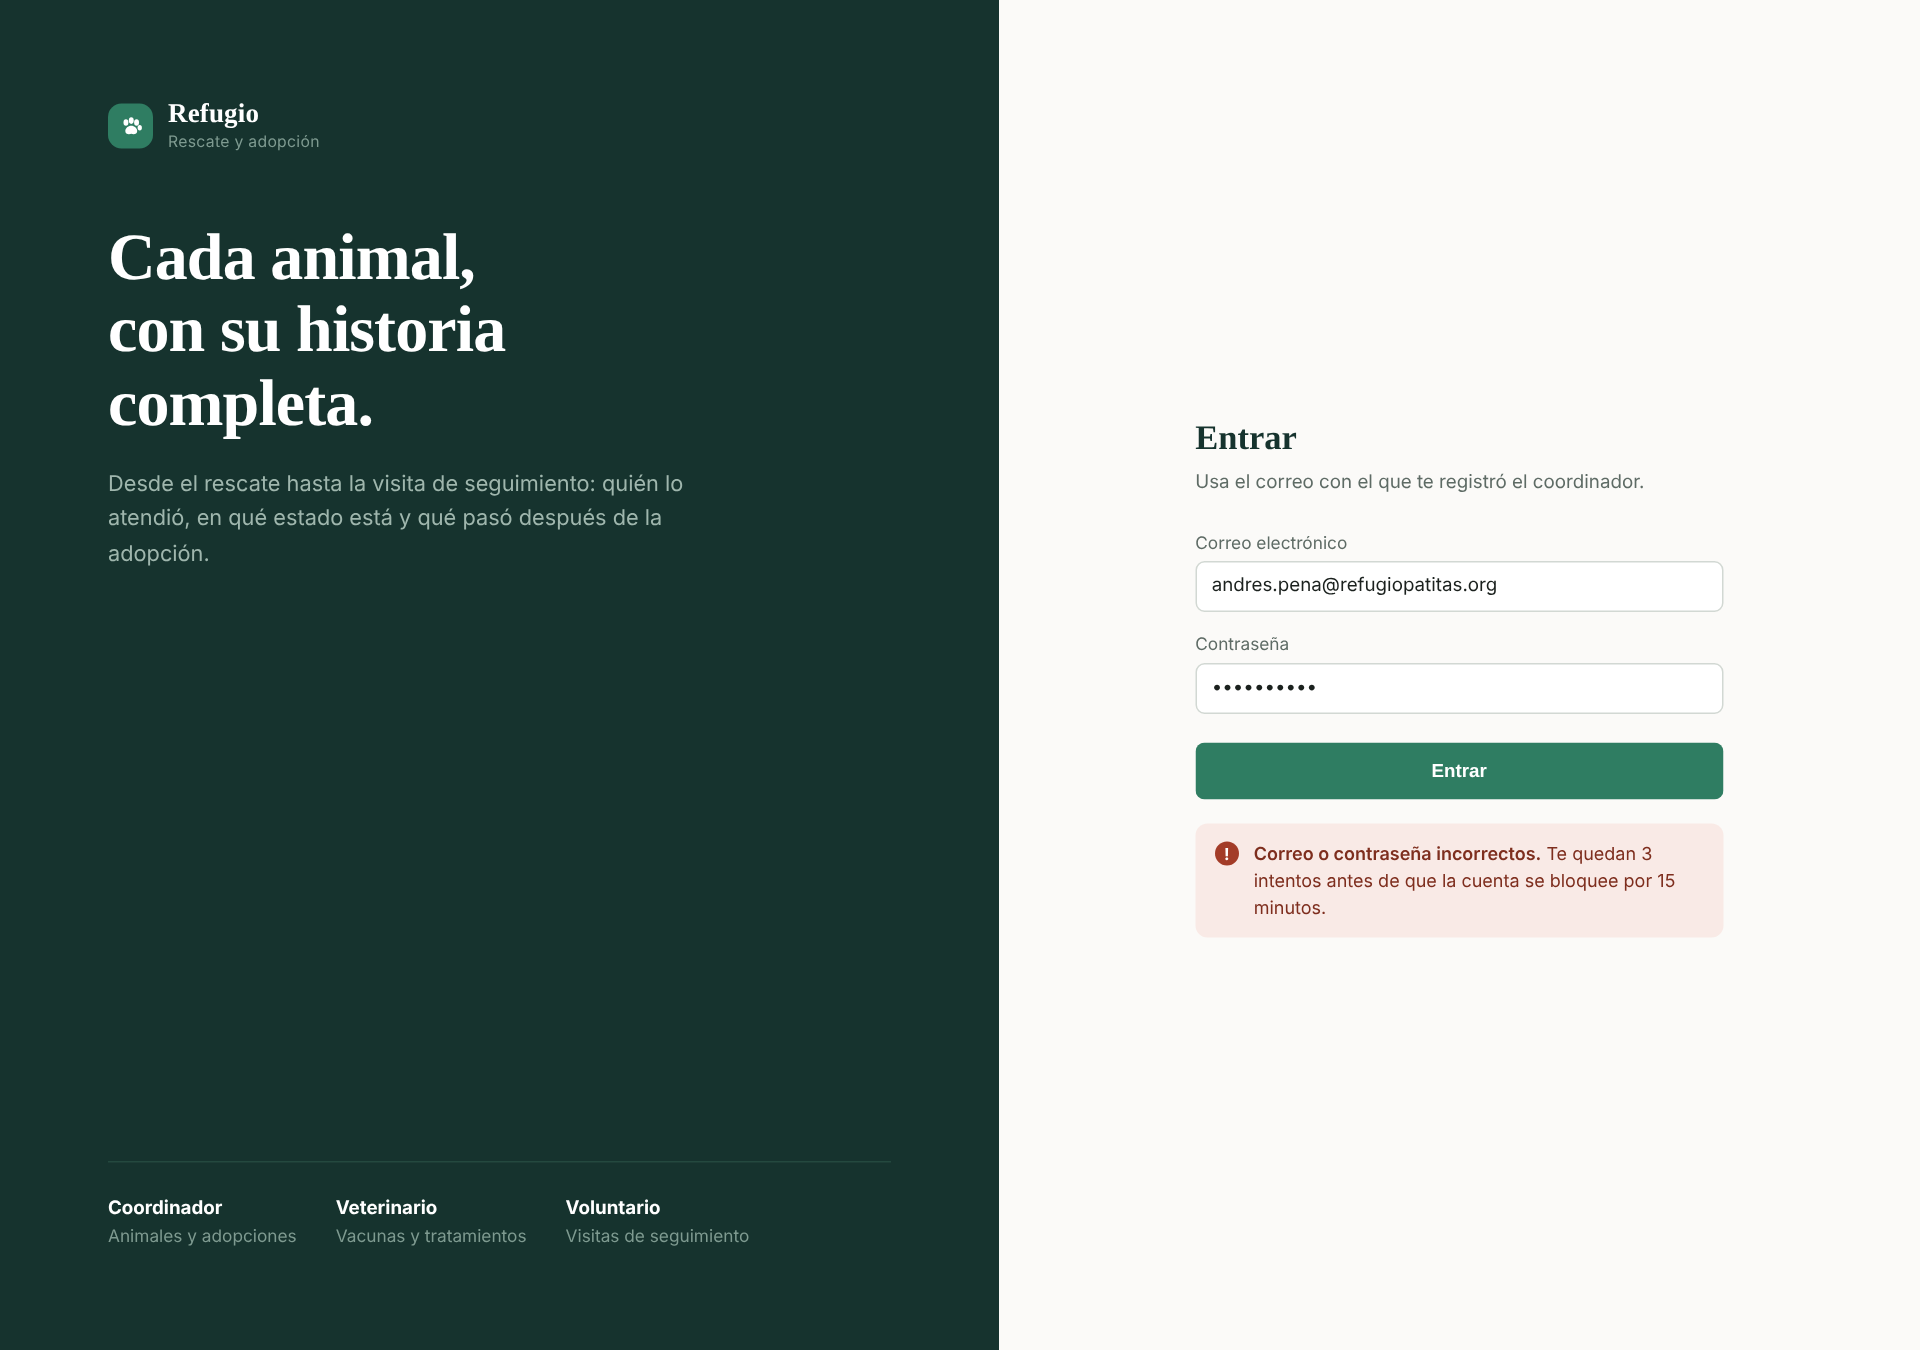 Refugio
Rescate y adopción
Cada animal,
con su historia
completa.
Desde el rescate hasta la visita de seguimiento: quién lo
atendió, en qué estado está y qué pasó después de la
adopción.
Coordinador
Animales y adopciones
Veterinario
Vacunas y tratamientos
Voluntario
Visitas de seguimiento
Entrar
Usa el correo con el que te registró el coordinador.
Correo electrónico
andres.pena@refugiopatitas.org
Contraseña
••••••••••
Entrar
Correo o contraseña incorrectos. Te quedan 3
intentos antes de que la cuenta se bloquee por 15
minutos.